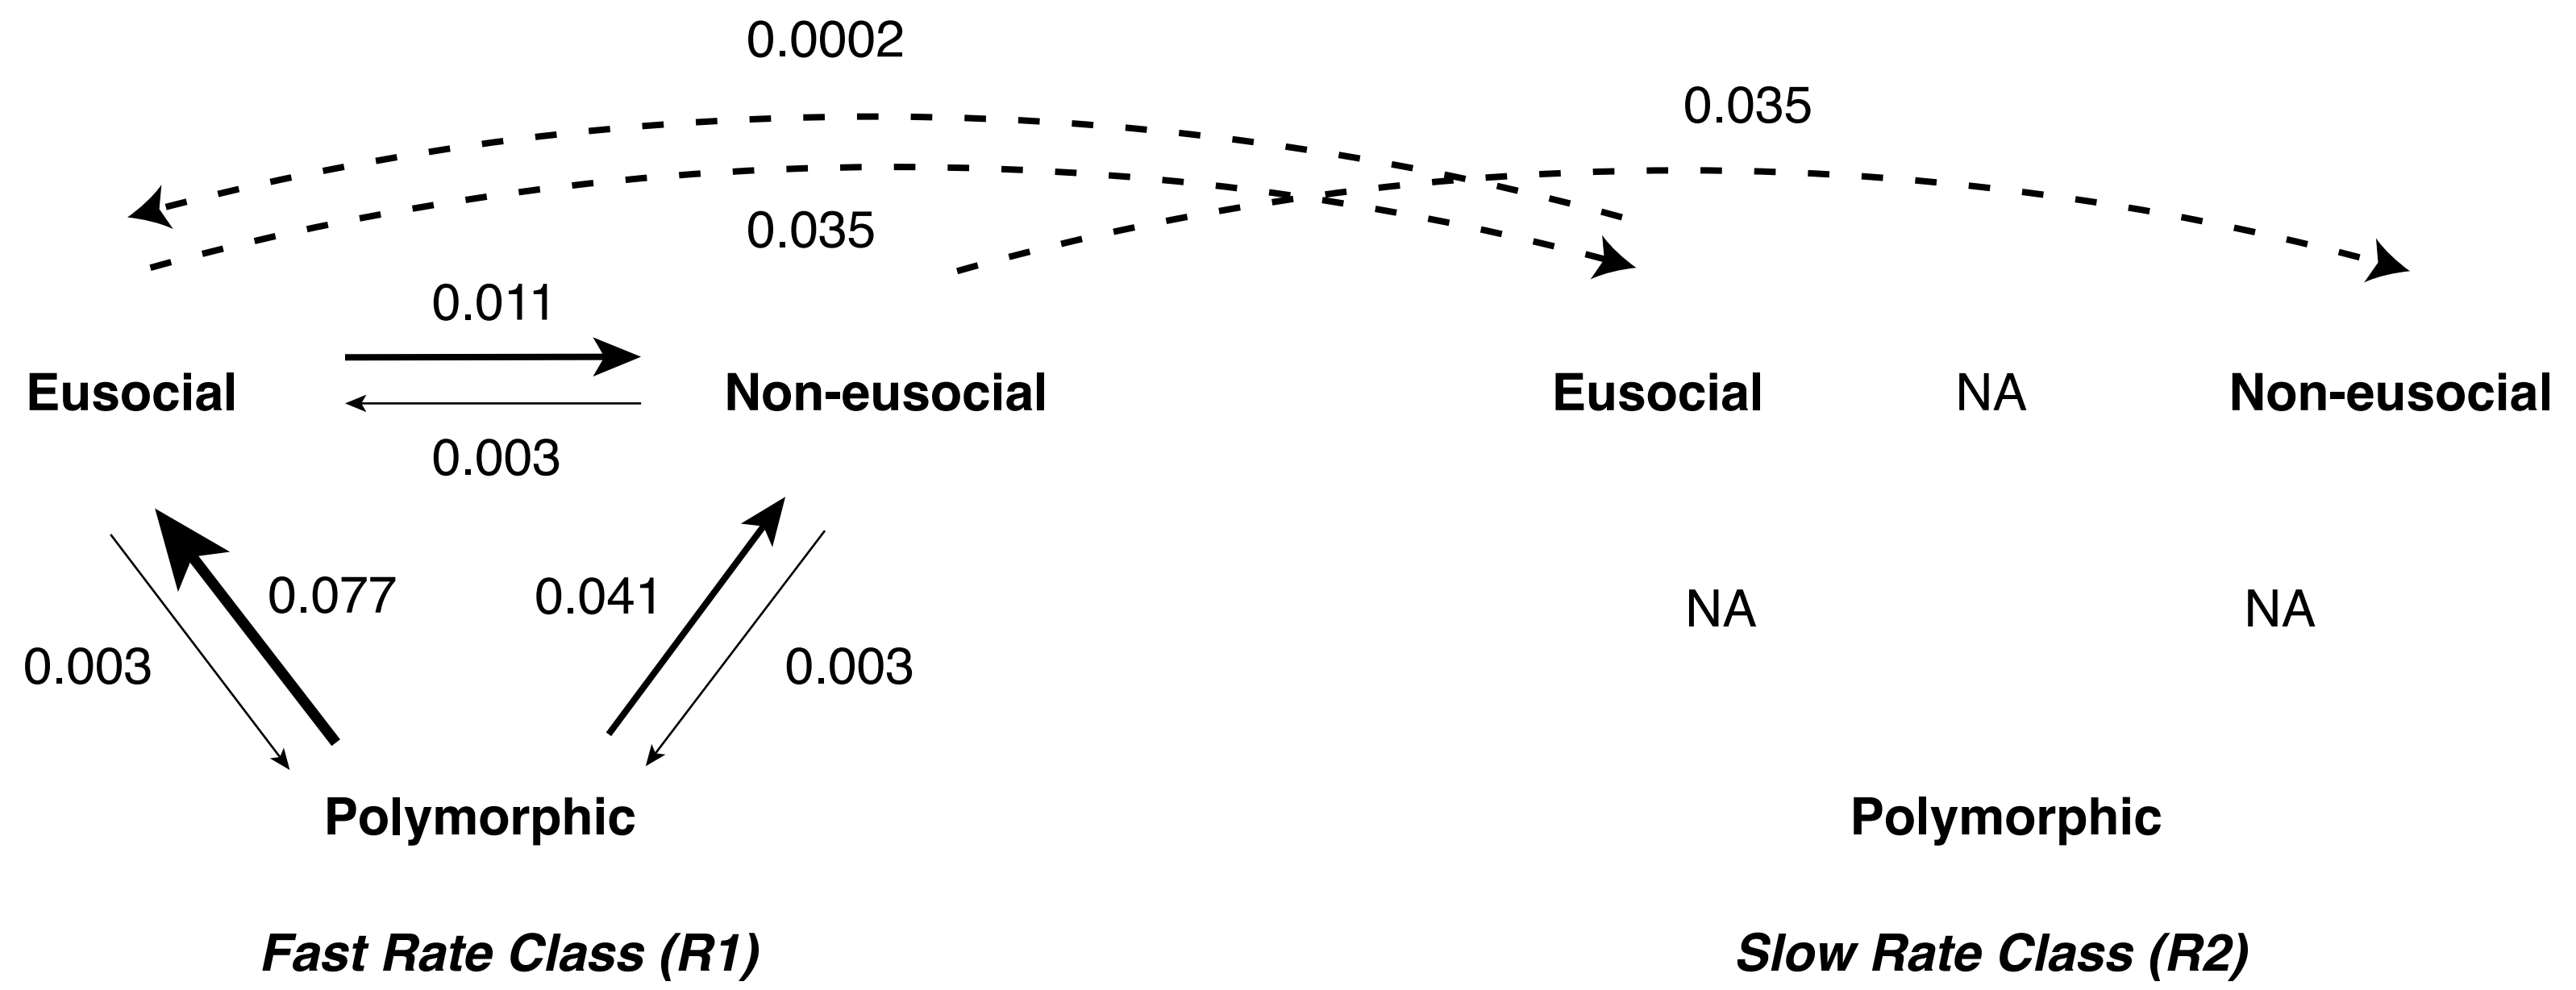 0.0002
0.035
0.035
0.011
Eusocial
Non-eusocial
Eusocial
NA
Non-eusocial
0.003
0.077
0.041
NA
NA
0.003
0.003
Polymorphic
Polymorphic
Fast Rate Class (R1)
Slow Rate Class (R2)